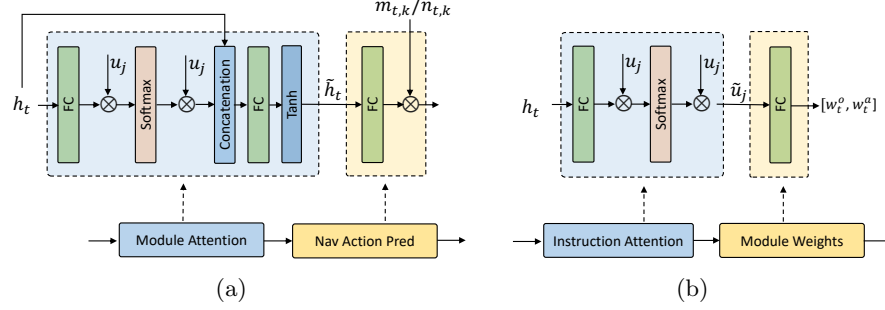 m_{t,k}/n_{t,k}
h_t
FC
u_j
Softmax
u_j
Concatenation
FC
Tanh
h̃_t
FC
Module Attention
Nav Action Pred
(a)
h_t
FC
u_j
Softmax
u_j
ũ_j
FC
[w_t^o, w_t^a]
Instruction Attention
Module Weights
(b)